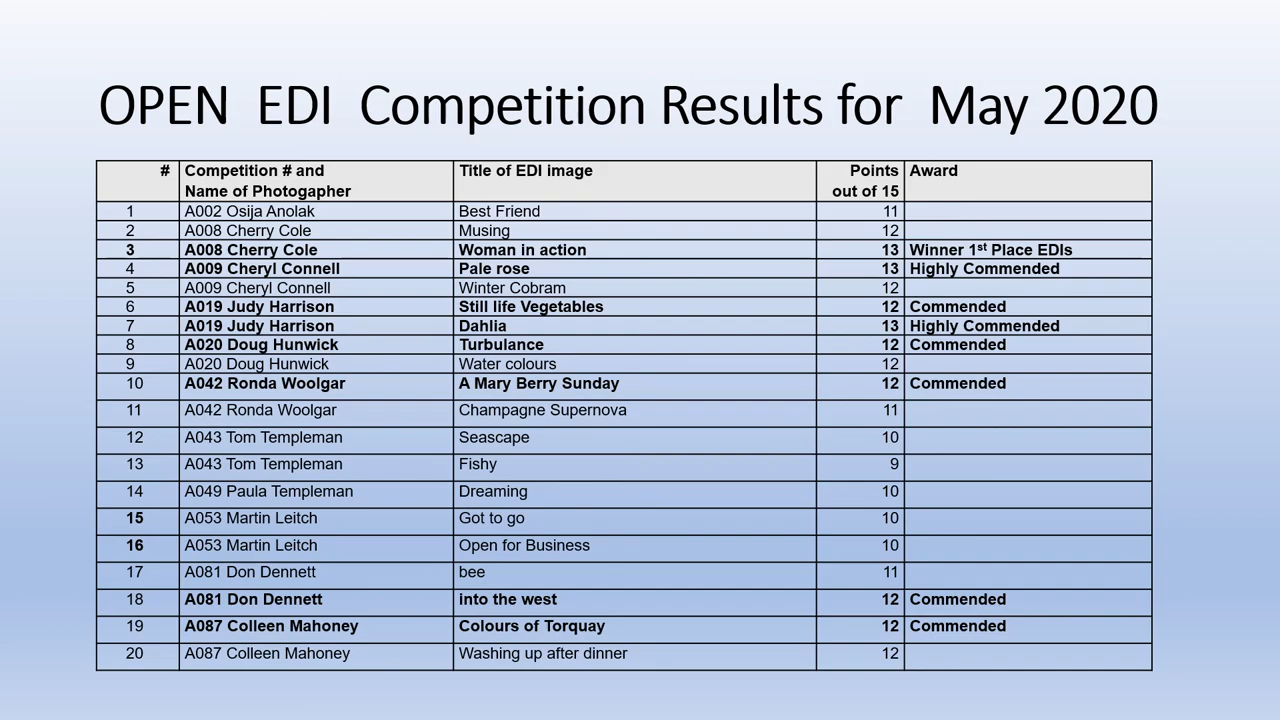 OPEN EDI Competition Results for May 2020
# Competition # and Name of Photogapher Title of EDI image Points out of 15 Award
1 A002 Osija Anolak Best Friend 11
2 A008 Cherry Cole Musing 12
3 A008 Cherry Cole Woman in action 13 Winner 1st Place EDIs
4 A009 Cheryl Connell Pale rose 13 Highly Commended
5 A009 Cheryl Connell Winter Cobram 12
6 A019 Judy Harrison Still life Vegetables 12 Commended
7 A019 Judy Harrison Dahlia 13 Highly Commended
8 A020 Doug Hunwick Turbulance 12 Commended
9 A020 Doug Hunwick Water colours 12
10 A042 Ronda Woolgar A Mary Berry Sunday 12 Commended
11 A042 Ronda Woolgar Champagne Supernova 11
12 A043 Tom Templeman Seascape 10
13 A043 Tom Templeman Fishy 9
14 A049 Paula Templeman Dreaming 10
15 A053 Martin Leitch Got to go 10
16 A053 Martin Leitch Open for Business 10
17 A081 Don Dennett bee 11
18 A081 Don Dennett into the west 12 Commended
19 A087 Colleen Mahoney Colours of Torquay 12 Commended
20 A087 Colleen Mahoney Washing up after dinner 12